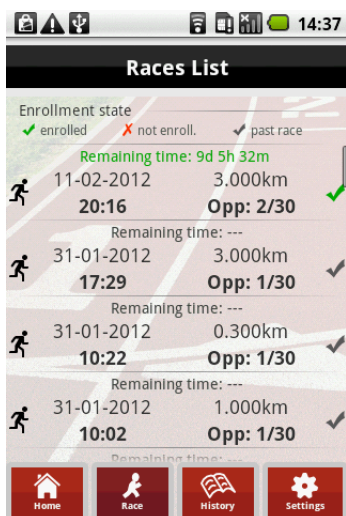 14:37
Races List
Enrollment state
enrolled not enroll. past race
Remaining time: 9d 5h 32m
11-02-2012 3.000km
20:16 Opp: 2/30
Remaining time: ---
31-01-2012 3.000km
17:29 Opp: 1/30
Remaining time: ---
31-01-2012 0.300km
10:22 Opp: 1/30
Remaining time: ---
31-01-2012 1.000km
10:02 Opp: 1/30
Remaining time: ---
Home Race History Settings